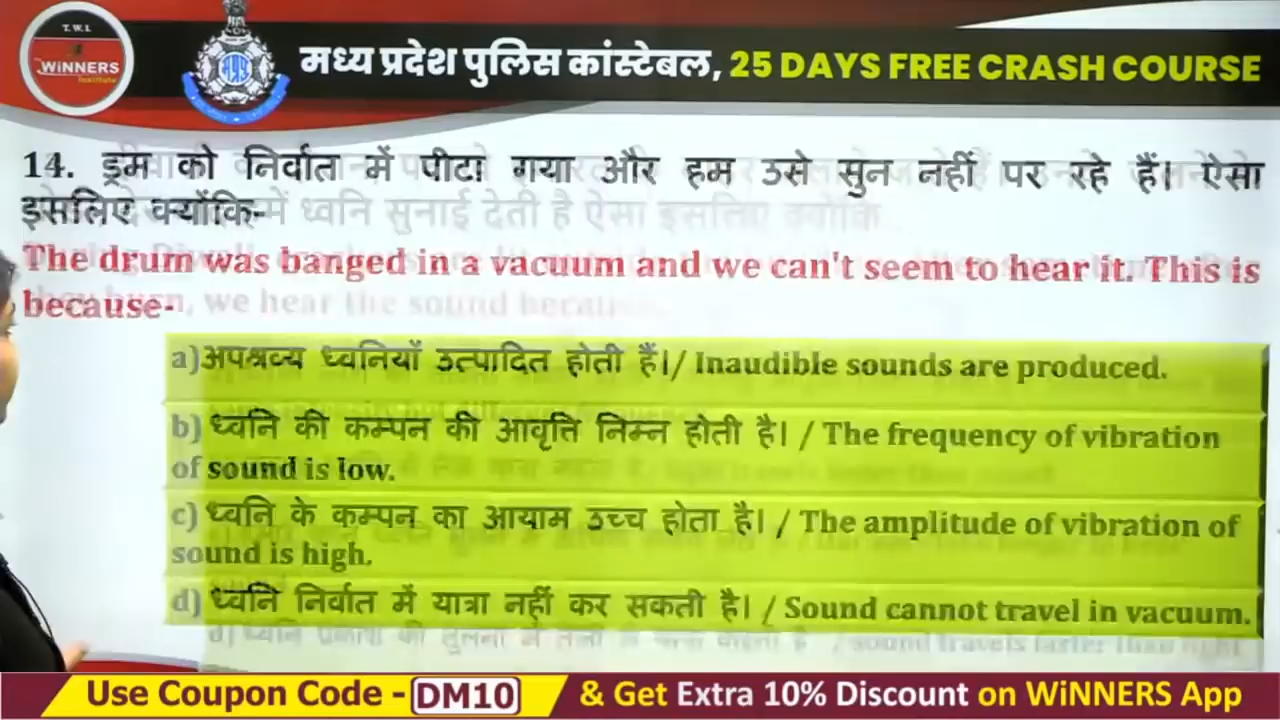 T.W.I.
WiNNERS
Institute
मध्य प्रदेश पुलिस कांस्टेबल, 25 DAYS FREE CRASH COURSE
14. ड्रम को निर्वात में पीटा गया और हम उसे सुन नहीं पर रहे हैं। ऐसा
इसलिए क्योंकि-
The drum was banged in a vacuum and we can't seem to hear it. This is
because-
a)अपश्रव्य ध्वनियाँ उत्पादित होती हैं।/ Inaudible sounds are produced.
b) ध्वनि की कम्पन की आवृत्ति निम्न होती है। / The frequency of vibration
of sound is low.
c) ध्वनि के कम्पन का आयाम उच्च होता है। / The amplitude of vibration of
sound is high.
d) ध्वनि निर्वात में यात्रा नहीं कर सकती है। / Sound cannot travel in vacuum.
Use Coupon Code - DM10 & Get Extra 10% Discount on WiNNERS App